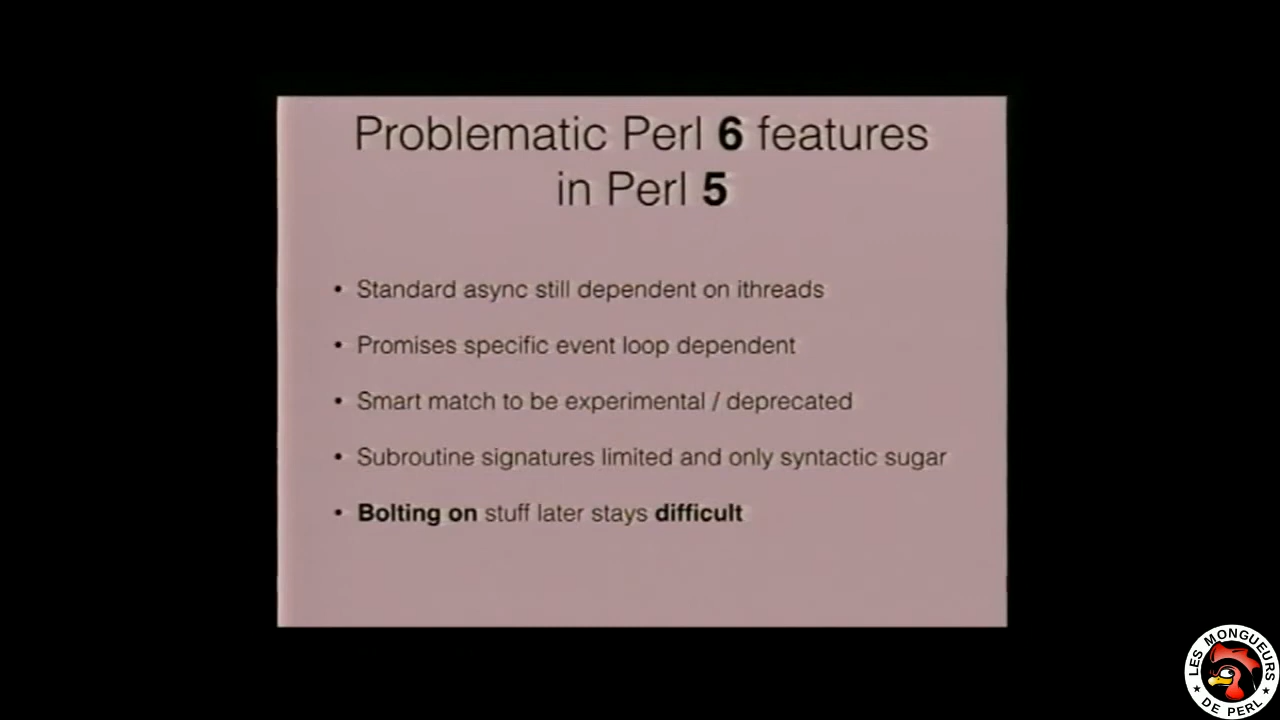 Problematic Perl 6 features
in Perl 5
• Standard async still dependent on ithreads
• Promises specific event loop dependent
• Smart match to be experimental / deprecated
• Subroutine signatures limited and only syntactic sugar
• Bolting on stuff later stays difficult
LES MONGUEURS
★ DE PERL ★